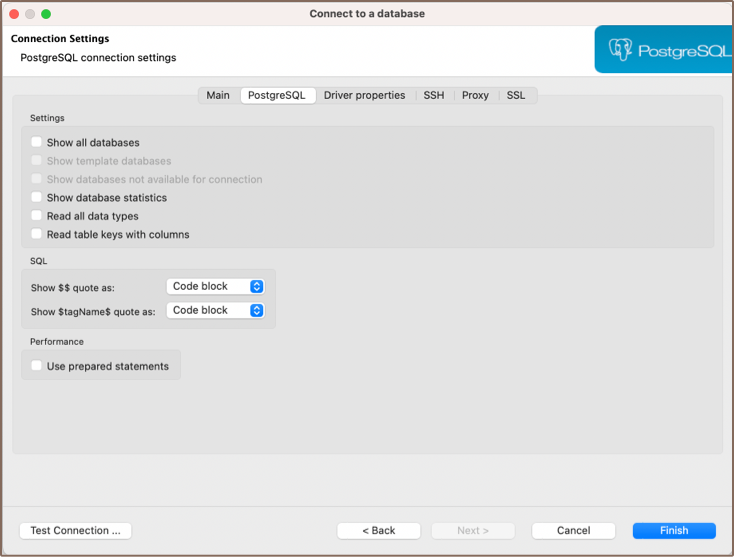 Connect to a database
Connection Settings
PostgreSQL connection settings
PostgreSQL
Main PostgreSQL Driver properties SSH Proxy SSL
Settings
Show all databases
Show template databases
Show databases not available for connection
Show database statistics
Read all data types
Read table keys with columns
SQL
Show $$ quote as: Code block
Show $tagName$ quote as: Code block
Performance
Use prepared statements
Test Connection ... < Back Next > Cancel Finish